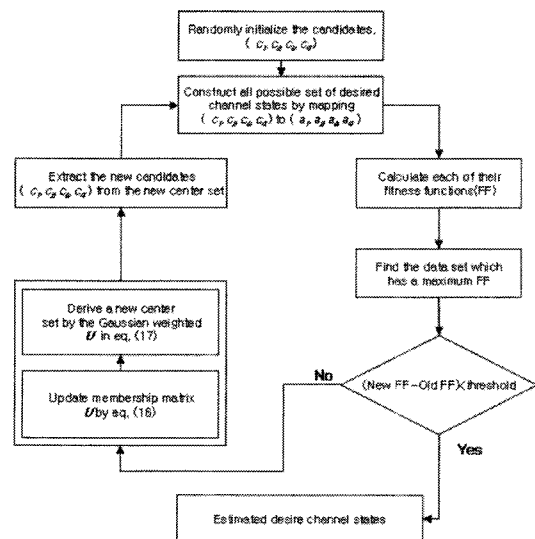 Randomly initialize the candidates,
( c₁, c₂, c₃, c₄)
Construct all possible set of desired
channel states by mapping
( c₁, c₂, c₃, c₄) to ( a₁, a₂, a₃, a₄ )
Extract the new candidates
( c₁, c₂, c₃, c₄) from the new center set
Calculate each of their
fitness functions(FF)
Find the data set which
has a maximum FF
Derive a new center
set by the Gaussian weighted
U in eq, (17)
Update membership matrix
U by eq, (16)
No
(New FF-Old FF)<threshold
Yes
Estimated desire channel states